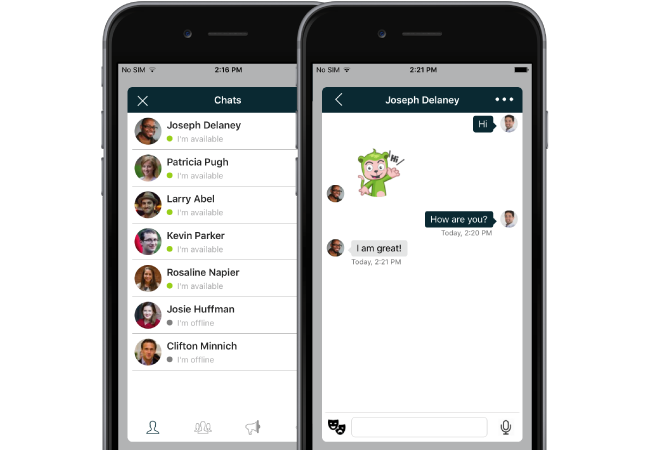 No SIM
2:16 PM
Chats
Joseph Delaney
I'm available
Patricia Pugh
I'm available
Larry Abel
I'm available
Kevin Parker
I'm available
Rosaline Napier
I'm available
Josie Huffman
I'm offline
Clifton Minnich
I'm offline
No SIM
2:21 PM
Joseph Delaney
Hi
Hi
How are you?
Today, 2:20 PM
I am great!
Today, 2:21 PM